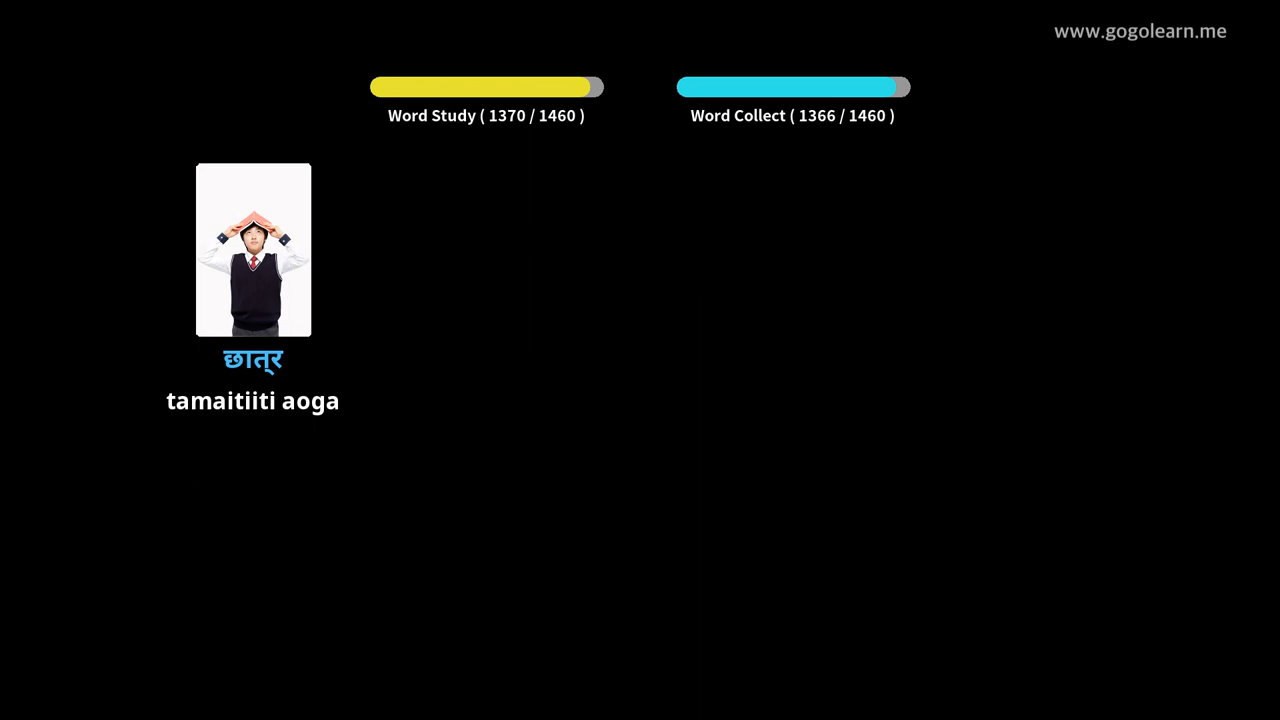 www.gogolearn.me
Word Study ( 1370 / 1460 )
Word Collect ( 1366 / 1460 )
छात्र
tamaitiiti aoga